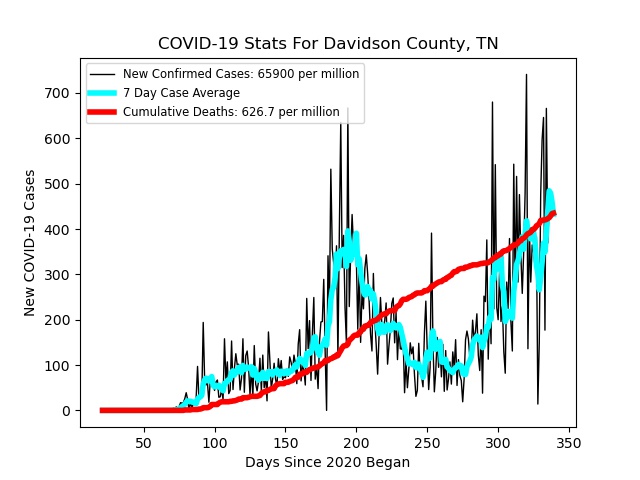 COVID-19 Stats For Davidson County, TN
New Confirmed Cases: 65900 per million
7 Day Case Average
Cumulative Deaths: 626.7 per million
New COVID-19 Cases
700
600
500
400
300
200
100
0
50
100
150
200
250
300
350
Days Since 2020 Began